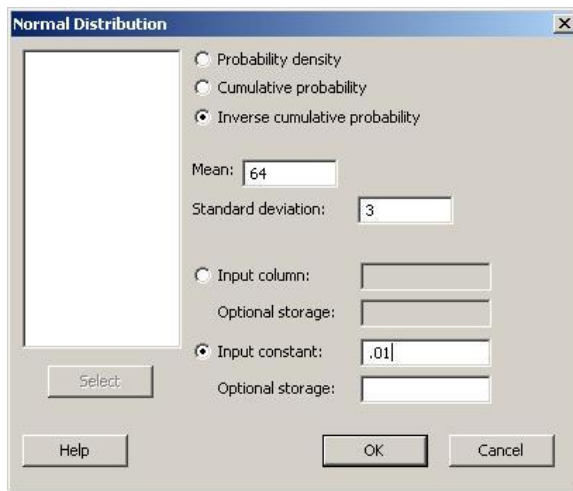 Normal Distribution
Probability density
Cumulative probability
Inverse cumulative probability
Mean: 64
Standard deviation: 3
Input column:
Optional storage:
Input constant: .01
Select
Optional storage:
Help
OK
Cancel